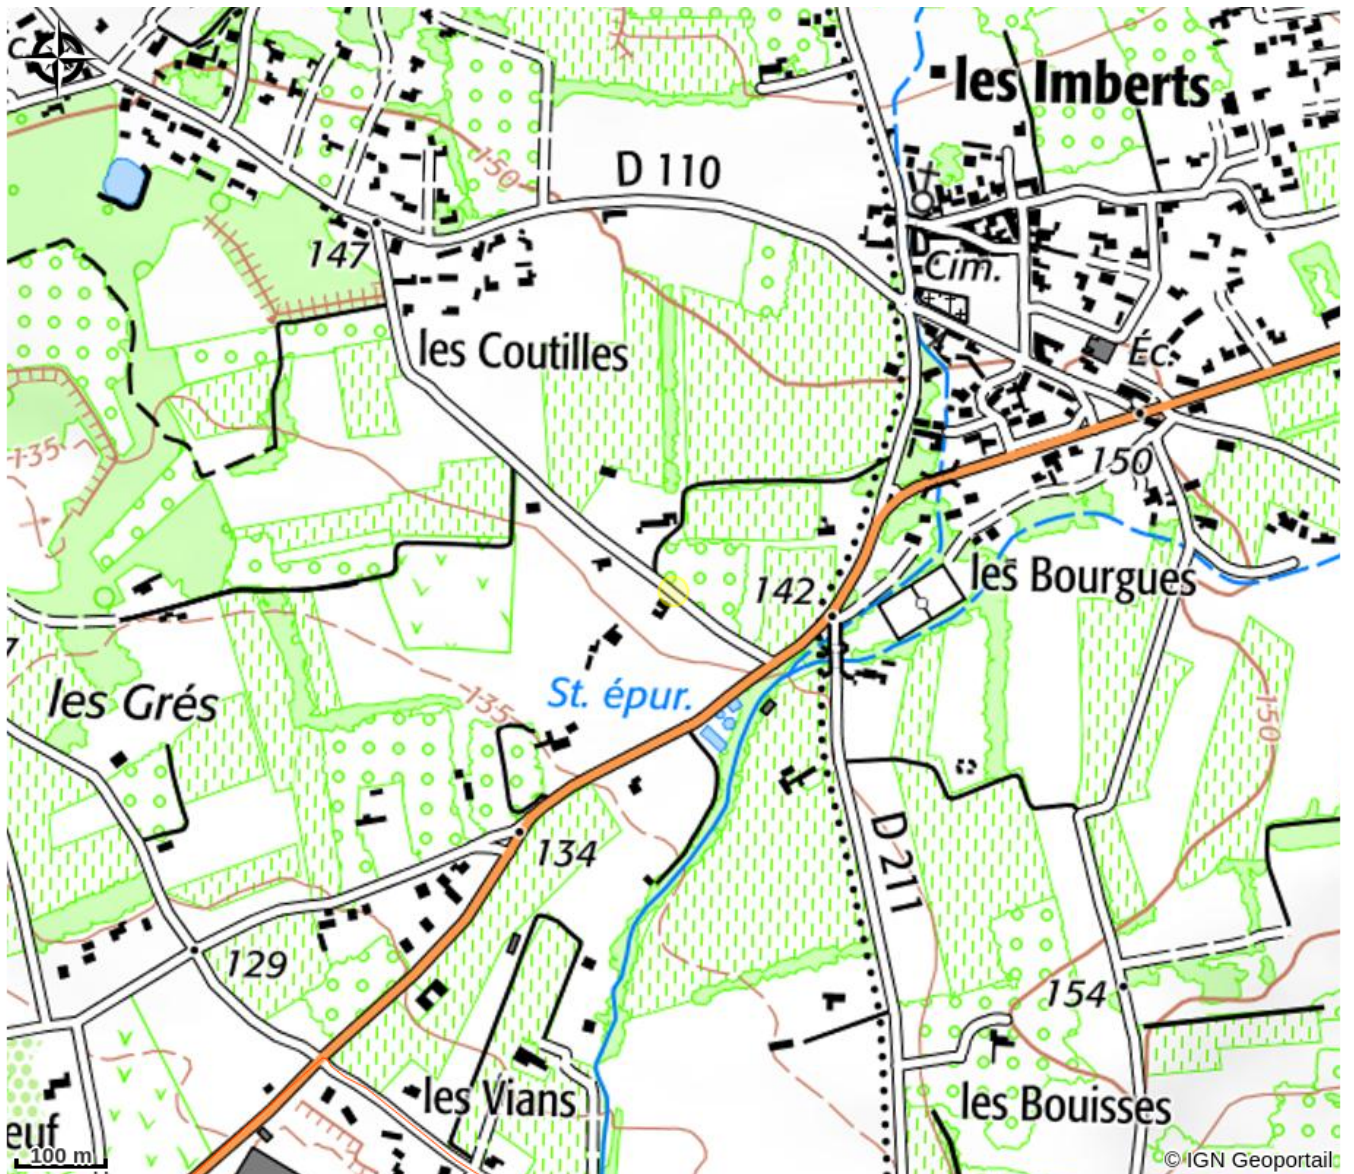 c.
les Imberts
150
D 110
147
Cim.
les Coutilles
Éc.
135
150
142
les Bourgues
7
les Grés
St. épur.
135
150
134
D 211
129
154
les Vians
les Bouisses
euf
100 m
© IGN Geoportail